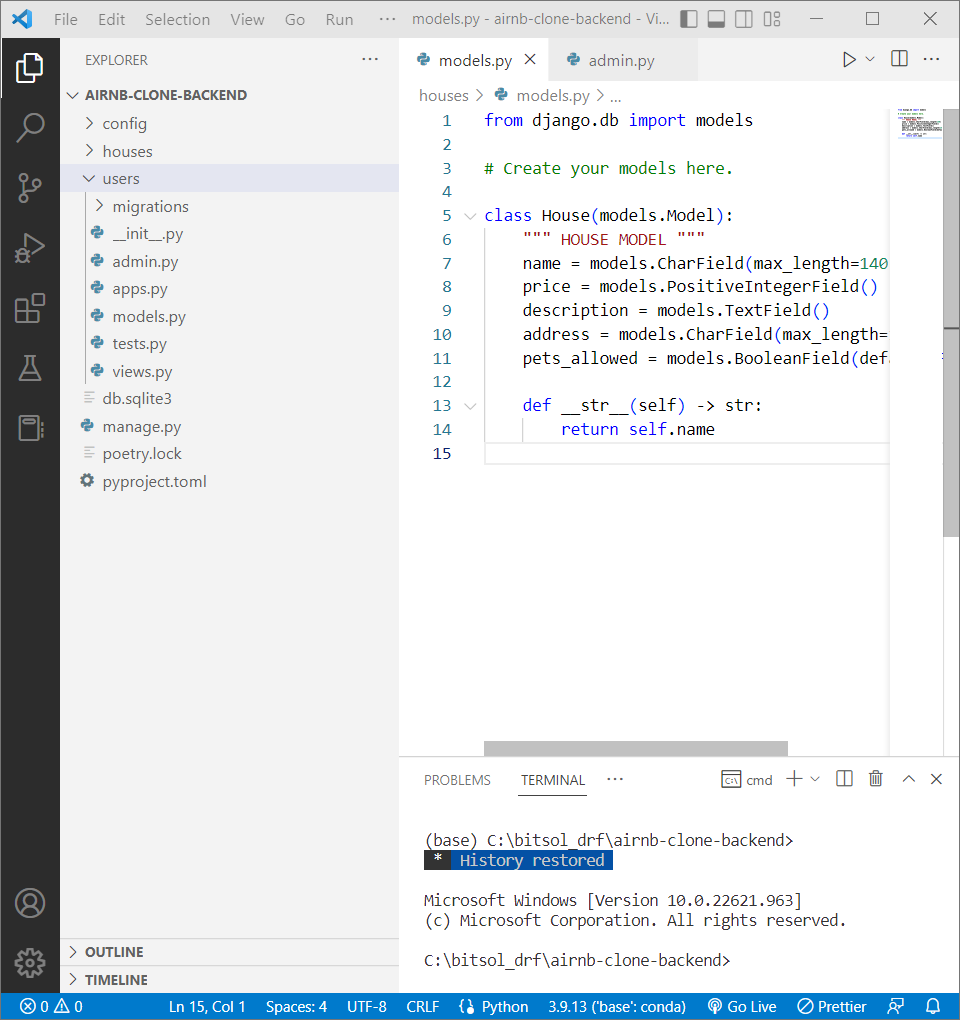 File Edit Selection View Go Run ··· models.py - airnb-clone-backend - Vi...
EXPLORER ···
AIRNB-CLONE-BACKEND
config
houses
users
migrations
__init__.py
admin.py
apps.py
models.py
tests.py
views.py
db.sqlite3
manage.py
poetry.lock
pyproject.toml
OUTLINE
TIMELINE
models.py admin.py ···
houses > models.py > ...
1 from django.db import models
2
3 # Create your models here.
4
5 class House(models.Model):
6 """ HOUSE MODEL """
7 name = models.CharField(max_length=140
8 price = models.PositiveIntegerField()
9 description = models.TextField()
10 address = models.CharField(max_length=
11 pets_allowed = models.BooleanField(def
12
13 def __str__(self) -> str:
14 return self.name
15
PROBLEMS TERMINAL ··· cmd
(base) C:\bitsol_drf\airnb-clone-backend>
* History restored
Microsoft Windows [Version 10.0.22621.963]
(c) Microsoft Corporation. All rights reserved.
C:\bitsol_drf\airnb-clone-backend>
0 0 Ln 15, Col 1 Spaces: 4 UTF-8 CRLF Python 3.9.13 ('base': conda) Go Live Prettier